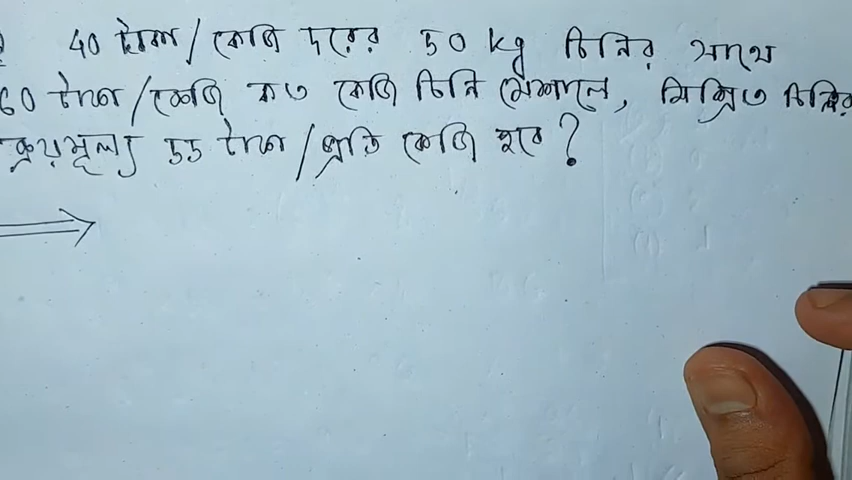 40 টাকা/কেজি দরের 50 kg চিনির সাথে
60 টাকা/কেজি কত কেজি চিনি মেশালে, মিশ্রিত চিনির
ক্রয়মূল্য 55 টাকা/প্রতি কেজি হবে?